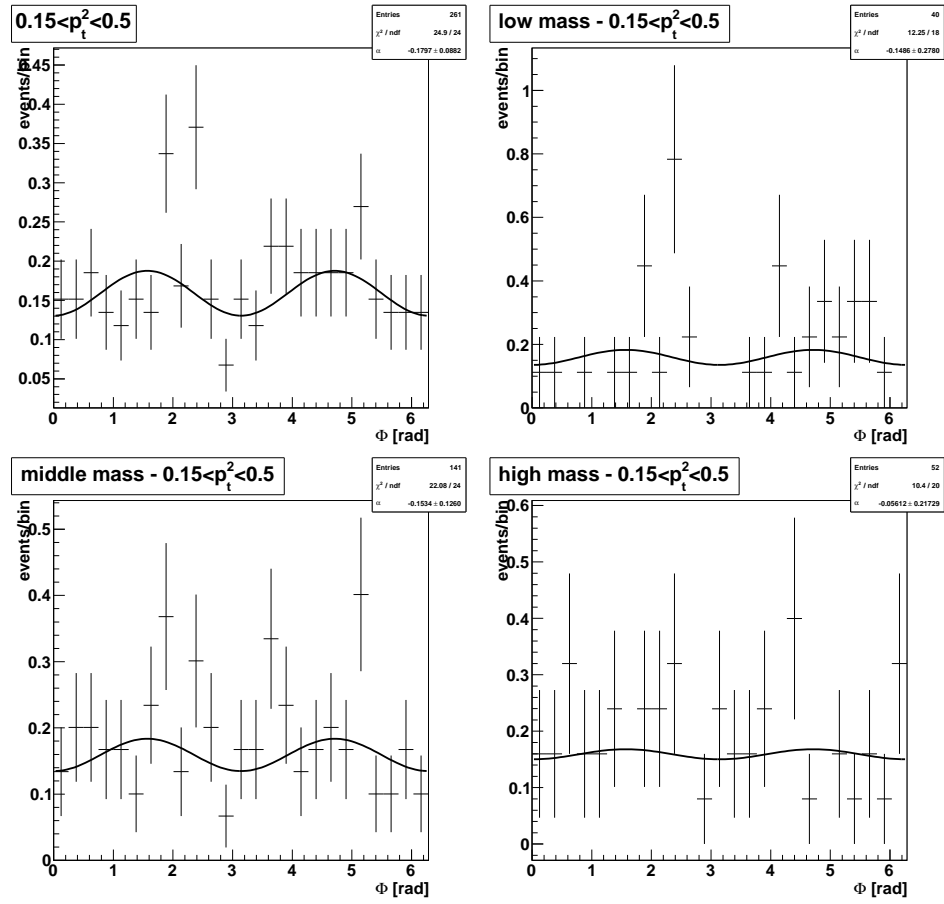 0.15<p_t^2<0.5
Entries 261
χ² / ndf 24.9 / 24
α -0.1797 ± 0.0882
events/bin
0.45
0.4
0.35
0.3
0.25
0.2
0.15
0.1
0.05
0 1 2 3 4 5 6
Φ [rad]
low mass - 0.15<p_t^2<0.5
Entries 40
χ² / ndf 12.25 / 18
α -0.1486 ± 0.2780
events/bin
1
0.8
0.6
0.4
0.2
0
0 1 2 3 4 5 6
Φ [rad]
middle mass - 0.15<p_t^2<0.5
Entries 141
χ² / ndf 22.08 / 24
α -0.1534 ± 0.1260
events/bin
0.5
0.4
0.3
0.2
0.1
0
0 1 2 3 4 5 6
Φ [rad]
high mass - 0.15<p_t^2<0.5
Entries 52
χ² / ndf 10.4 / 20
α -0.05612 ± 0.21729
events/bin
0.6
0.5
0.4
0.3
0.2
0.1
0
0 1 2 3 4 5 6
Φ [rad]